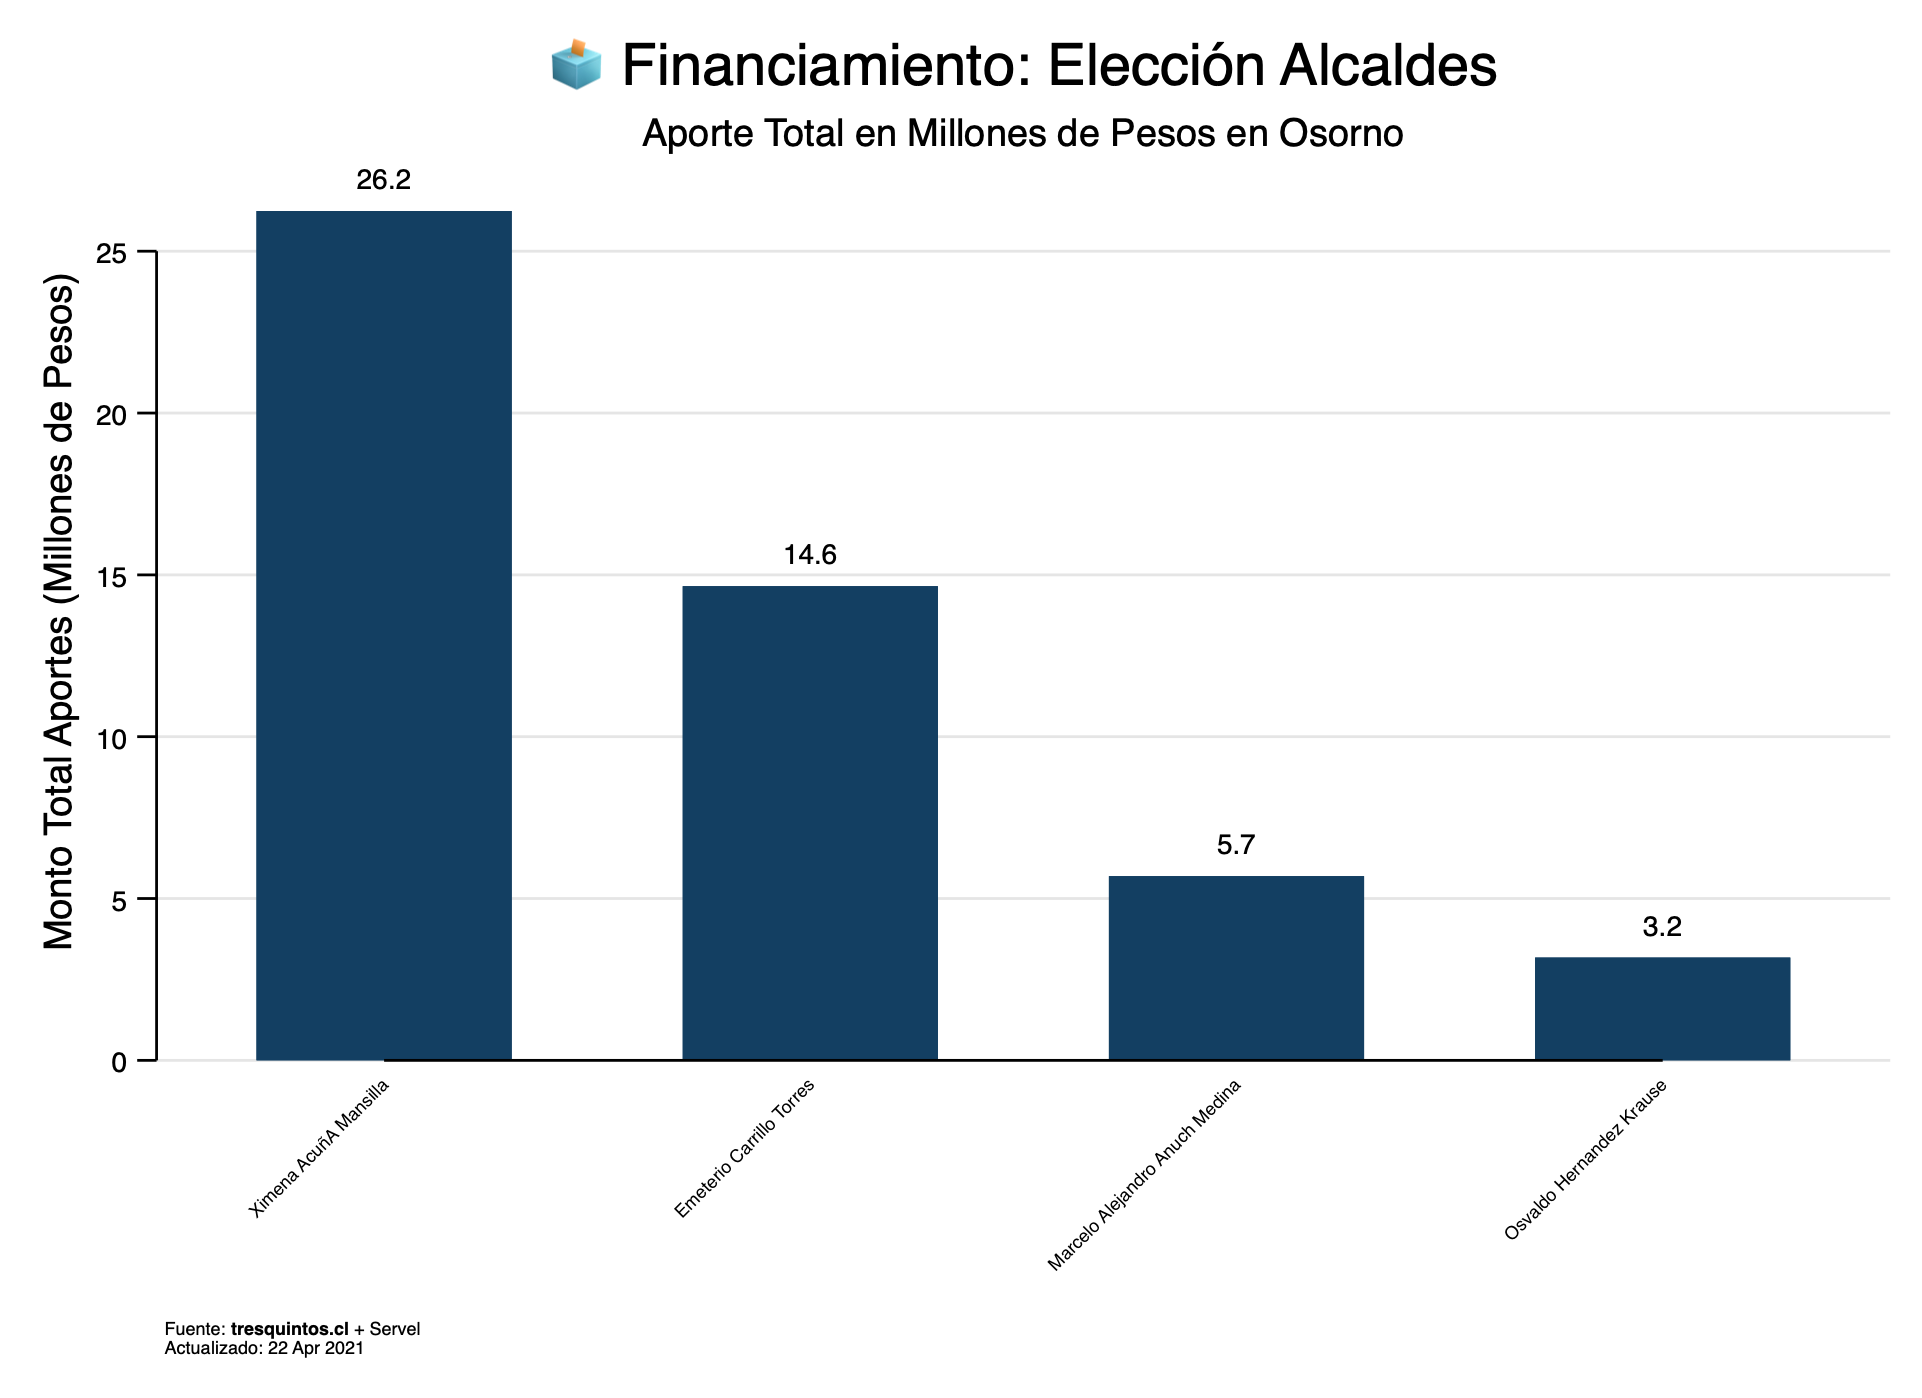 Financiamiento: Elección Alcaldes
Aporte Total en Millones de Pesos en Osorno
Monto Total Aportes (Millones de Pesos)
25
20
15
10
5
0
26.2
14.6
5.7
3.2
Ximena AcuñA Mansilla
Emeterio Carrillo Torres
Marcelo Alejandro Anuch Medina
Osvaldo Hernandez Krause
Fuente: tresquintos.cl + Servel
Actualizado: 22 Apr 2021